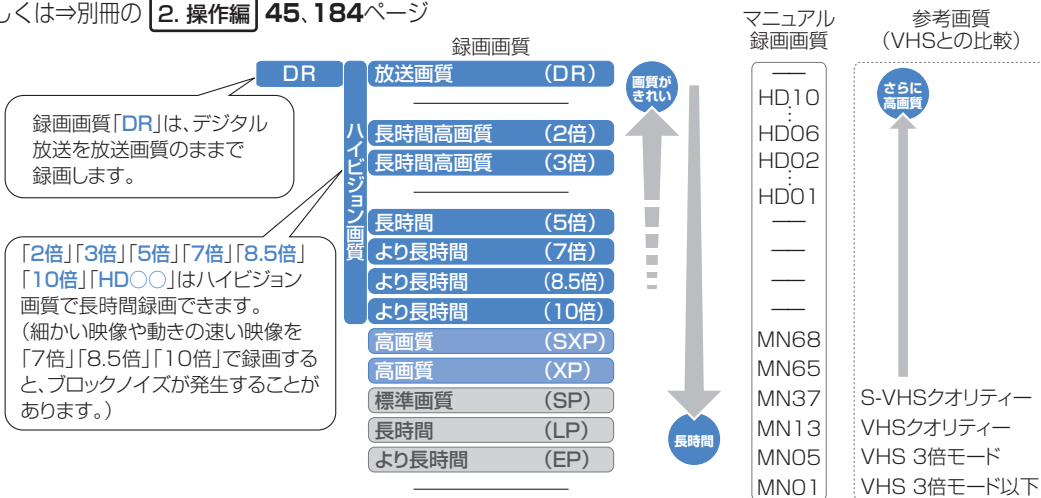 しくは⇒別冊の 2. 操作編 45、184ページ
録画画質
マニュアル
録画画質
参考画質
(VHSとの比較)
DR
放送画質 (DR)
長時間高画質 (2倍)
長時間高画質 (3倍)
長時間 (5倍)
より長時間 (7倍)
より長時間 (8.5倍)
より長時間 (10倍)
高画質 (SXP)
高画質 (XP)
標準画質 (SP)
長時間 (LP)
より長時間 (EP)
ハイビジョン画質
録画画質「DR」は、デジタル
放送を放送画質のままで
録画します。
「2倍」「3倍」「5倍」「7倍」「8.5倍」
「10倍」「HD○○」はハイビジョン
画質で長時間録画できます。
(細かい映像や動きの速い映像を
「7倍」「8.5倍」「10倍」で録画する
と、ブロックノイズが発生することが
あります。)
画質が
きれい
長時間
HD10
HD06
HD02
HD01
MN68
MN65
MN37
MN13
MN05
MN01
さらに
高画質
S-VHSクオリティー
VHSクオリティー
VHS 3倍モード
VHS 3倍モード以下